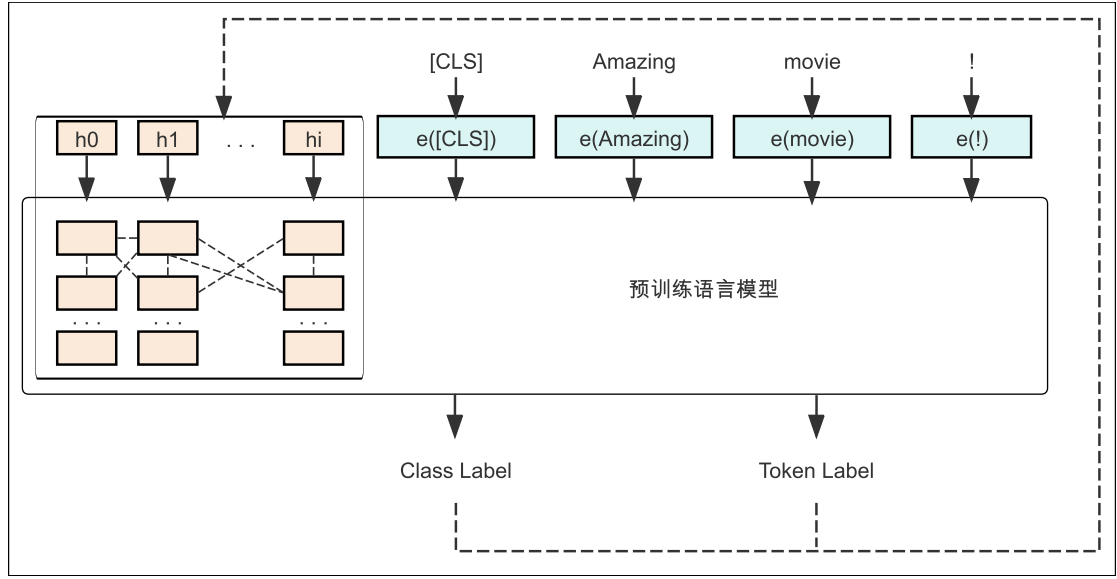 [CLS] Amazing movie !
h0 h1 . . . hi e([CLS]) e(Amazing) e(movie) e(!)
预训练语言模型
. . . . . . . . .
Class Label Token Label